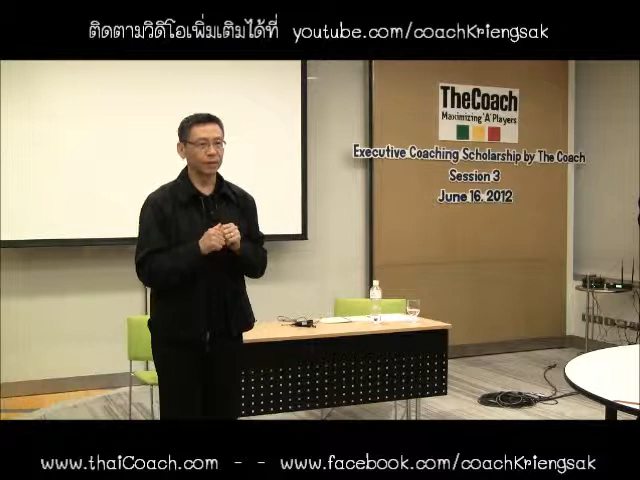 ติดตามวิดิโอเพิ่มเติมได้ที่ youtube.com/coachKriengsak
TheCoach
Maximizing 'A' Players
Executive Coaching Scholarship by The Coach
Session 3
June 16, 2012
www.thaiCoach.com - - www.facebook.com/coachKriengsak